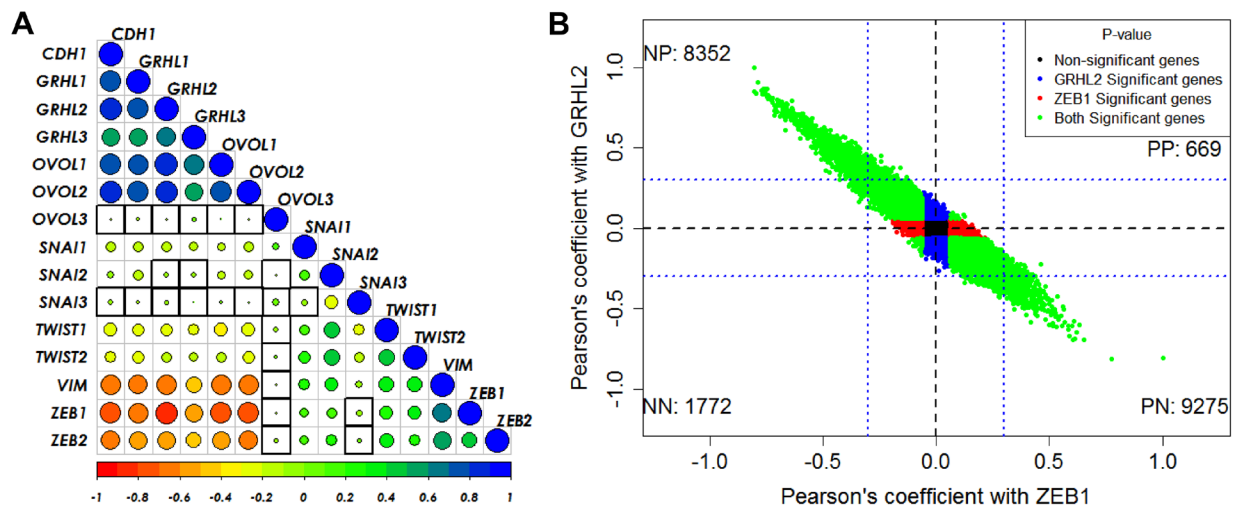 A
CDH1
GRHL1
GRHL2
GRHL3
OVOL1
OVOL2
OVOL3
SNAI1
SNAI2
SNAI3
TWIST1
TWIST2
VIM
ZEB1
ZEB2
CDH1
GRHL1
GRHL2
GRHL3
OVOL1
OVOL2
OVOL3
SNAI1
SNAI2
SNAI3
TWIST1
TWIST2
VIM
ZEB1
ZEB2
-1 -0.8 -0.6 -0.4 -0.2 0 0.2 0.4 0.6 0.8 1
B
P-value
Non-significant genes
GRHL2 Significant genes
ZEB1 Significant genes
Both Significant genes
NP: 8352
PP: 669
NN: 1772
PN: 9275
Pearson's coefficient with GRHL2
1.0
0.5
0.0
-0.5
-1.0
-1.0 -0.5 0.0 0.5 1.0
Pearson's coefficient with ZEB1